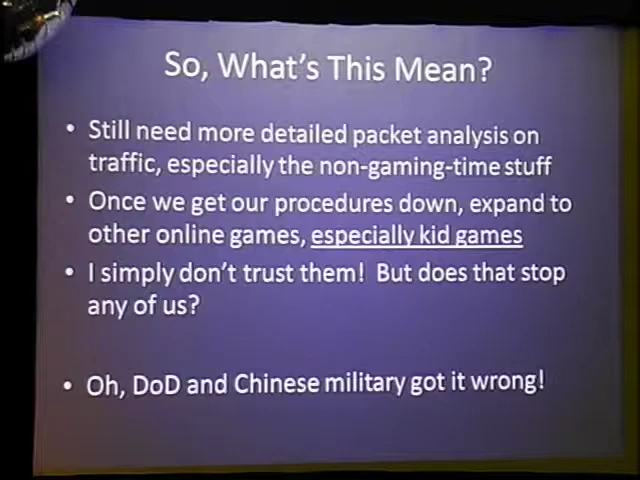 So, What's This Mean?
• Still need more detailed packet analysis on
traffic, especially the non-gaming-time stuff
• Once we get our procedures down, expand to
other online games, especially kid games
• I simply don't trust them! But does that stop
any of us?
• Oh, DoD and Chinese military got it wrong!